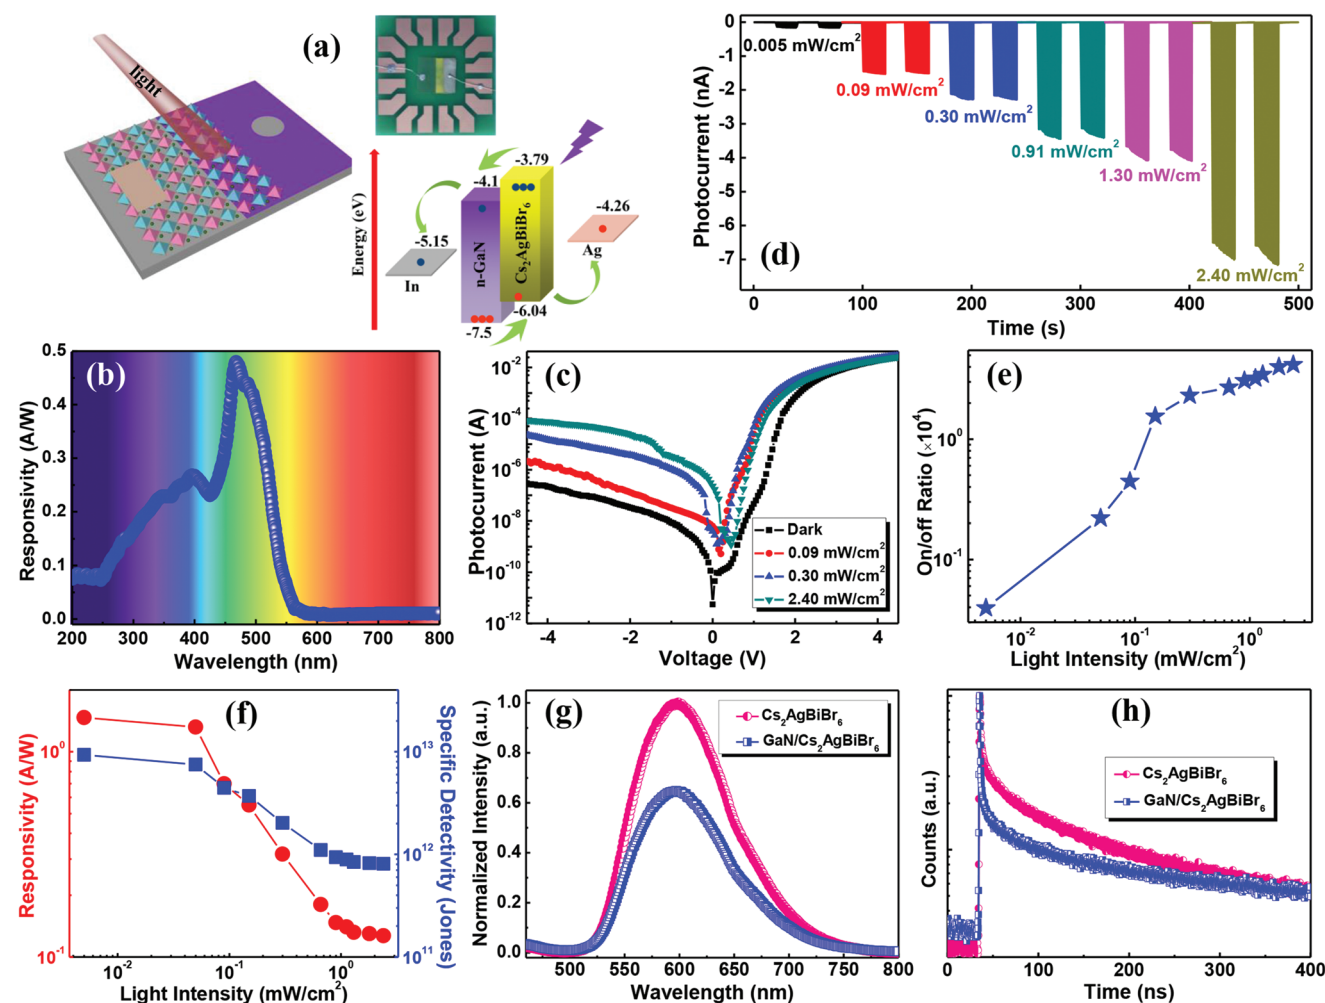 (a)
light
Energy (eV)
-5.15
In
-4.1
n-GaN
-7.5
-3.79
Cs₂AgBiBr₆
-6.04
-4.26
Ag
(d)
Photocurrent (nA)
0
-1
-2
-3
-4
-5
-6
-7
0.005 mW/cm²
0.09 mW/cm²
0.30 mW/cm²
0.91 mW/cm²
1.30 mW/cm²
2.40 mW/cm²
0 100 200 300 400 500
Time (s)
(b)
Responsivity (A/W)
0.5
0.4
0.3
0.2
0.1
0.0
200 300 400 500 600 700 800
Wavelength (nm)
(c)
Photocurrent (A)
10⁻²
10⁻⁴
10⁻⁶
10⁻⁸
10⁻¹⁰
10⁻¹²
Dark
0.09 mW/cm²
0.30 mW/cm²
2.40 mW/cm²
-4 -2 0 2 4
Voltage (V)
(e)
On/off Ratio (×10⁴)
10⁰
10⁻¹
10⁻² 10⁻¹ 10⁰
Light Intensity (mW/cm²)
(f)
Responsivity (A/W)
10⁰
10⁻¹
Specific Detectivity (Jones)
10¹³
10¹²
10¹¹
10⁻² 10⁻¹ 10⁰
Light Intensity (mW/cm²)
(g)
Normalized Intensity (a.u.)
1.0
0.8
0.6
0.4
0.2
0.0
Cs₂AgBiBr₆
GaN/Cs₂AgBiBr₆
500 550 600 650 700 750 800
Wavelength (nm)
(h)
Counts (a.u.)
Cs₂AgBiBr₆
GaN/Cs₂AgBiBr₆
0 100 200 300 400
Time (ns)